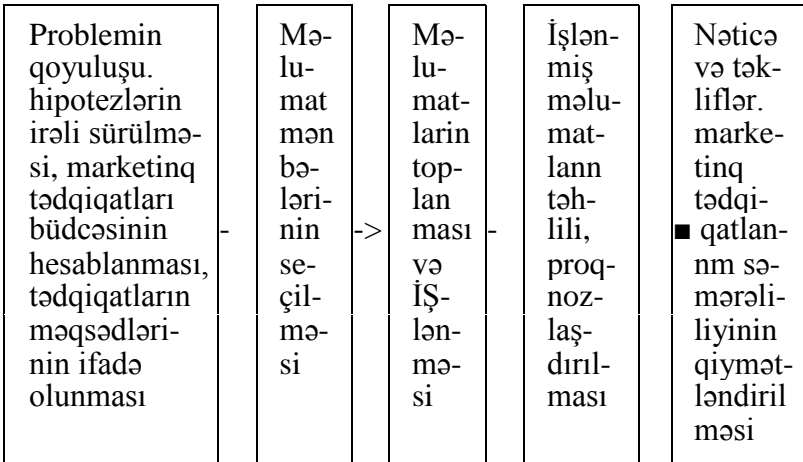 Problemin
qoyuluşu.
hipotezlərin
irəli sürülmə-
si, marketinq
tədqiqatları
büdcəsinin
hesablanması,
tədqiqatların
məqsədləri-
nin ifadə
olunması
-
Mə-
lu-
mat
mən
bə-
ləri-
nin
se-
çil-
mə-
si
->
Mə-
lu-
mat-
larin
top-
lan
ması
və
İŞ-
lən-
mə-
si
-
İşlən-
miş
məlu-
mat-
lann
təh-
lili,
proq-
noz-
laş-
dırıl-
ması
Nəticə
və tək-
liflər.
marke-
tinq
tədqi-
■ qatlan-
nm sə-
mərəli-
liyinin
qiymət-
ləndiril
məsi